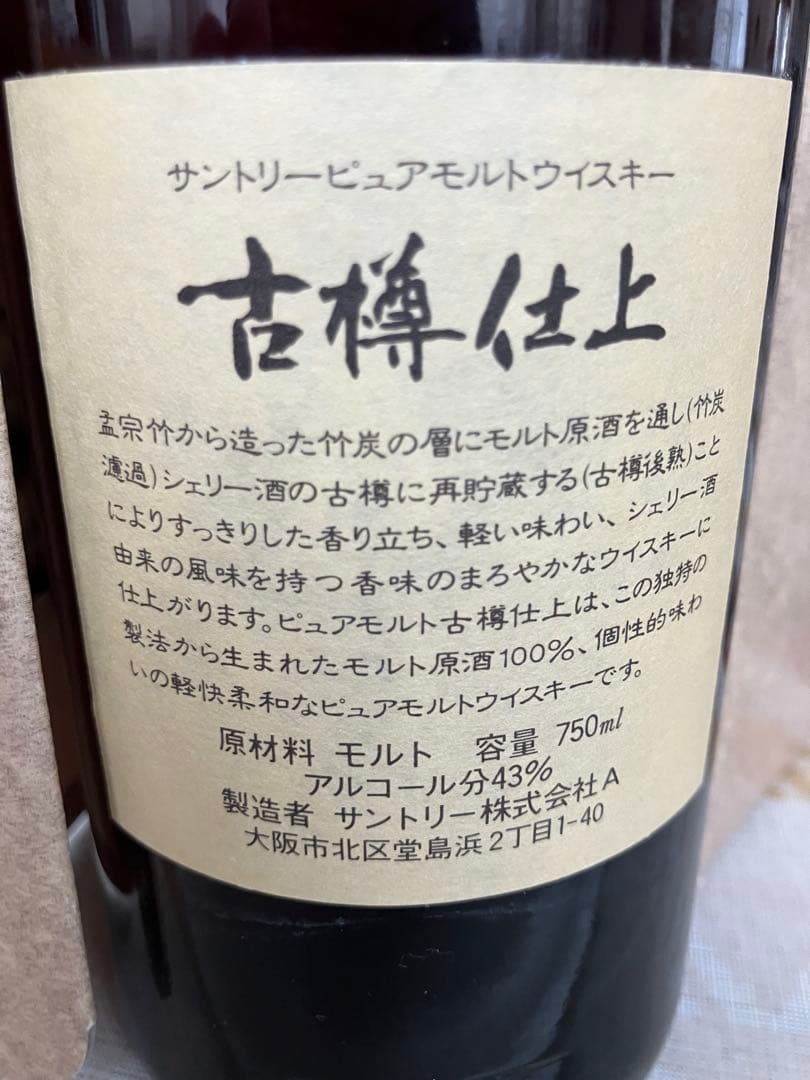 サントリーピュアモルトウイスキー
古樽仕上
孟宗竹から造った竹炭の層にモルト原酒を通し(竹炭
濾過)シェリー酒の古樽に再貯蔵する(古樽後熟)こと
によりすっきりした香り立ち、軽い味わい、シェリー酒
由来の風味を持つ香味のまろやかなウイスキーに
仕上がります。ピュアモルト古樽仕上は、この独特の
製法から生まれたモルト原酒100%、個性的味わ
いの軽快柔和なピュアモルトウイスキーです。
原材料 モルト 容量 750ml
アルコール分43%
製造者 サントリー株式会社A
大阪市北区堂島浜2丁目1-40